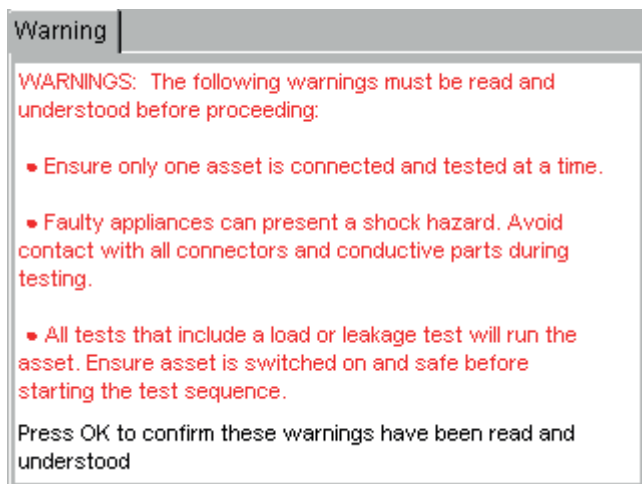 Warning
WARNINGS:  The following warnings must be read and
understood before proceeding:
• Ensure only one asset is connected and tested at a time.
• Faulty appliances can present a shock hazard. Avoid
contact with all connectors and conductive parts during
testing.
• All tests that include a load or leakage test will run the
asset. Ensure asset is switched on and safe before
starting the test sequence.
Press OK to confirm these warnings have been read and
understood